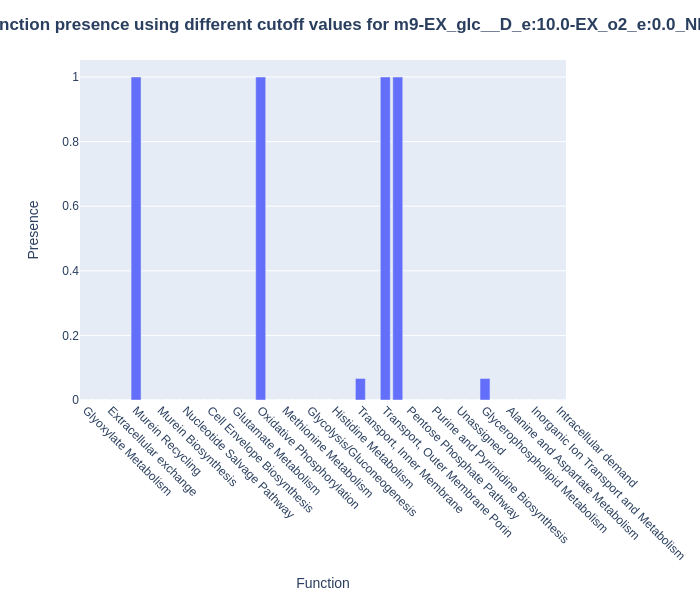 nction presence using different cutoff values for m9-EX_glc__D_e:10.0-EX_o2_e:0.0_N
Presence
1
0.8
0.6
0.4
0.2
0
Glyoxylate Metabolism
Extracellular exchange
Murein Recycling
Murein Biosynthesis
Nucleotide Salvage Pathway
Cell Envelope Biosynthesis
Glutamate Metabolism
Oxidative Phosphorylation
Methionine Metabolism
Glycolysis/Gluconeogenesis
Histidine Metabolism
Transport, Inner Membrane
Transport, Outer Membrane Porin
Pentose Phosphate Pathway
Purine and Pyrimidine Biosynthesis
Unassigned
Glycerophospholipid Metabolism
Alanine and Aspartate Metabolism
Inorganic Ion Transport and Metabolism
Intracellular demand
Function